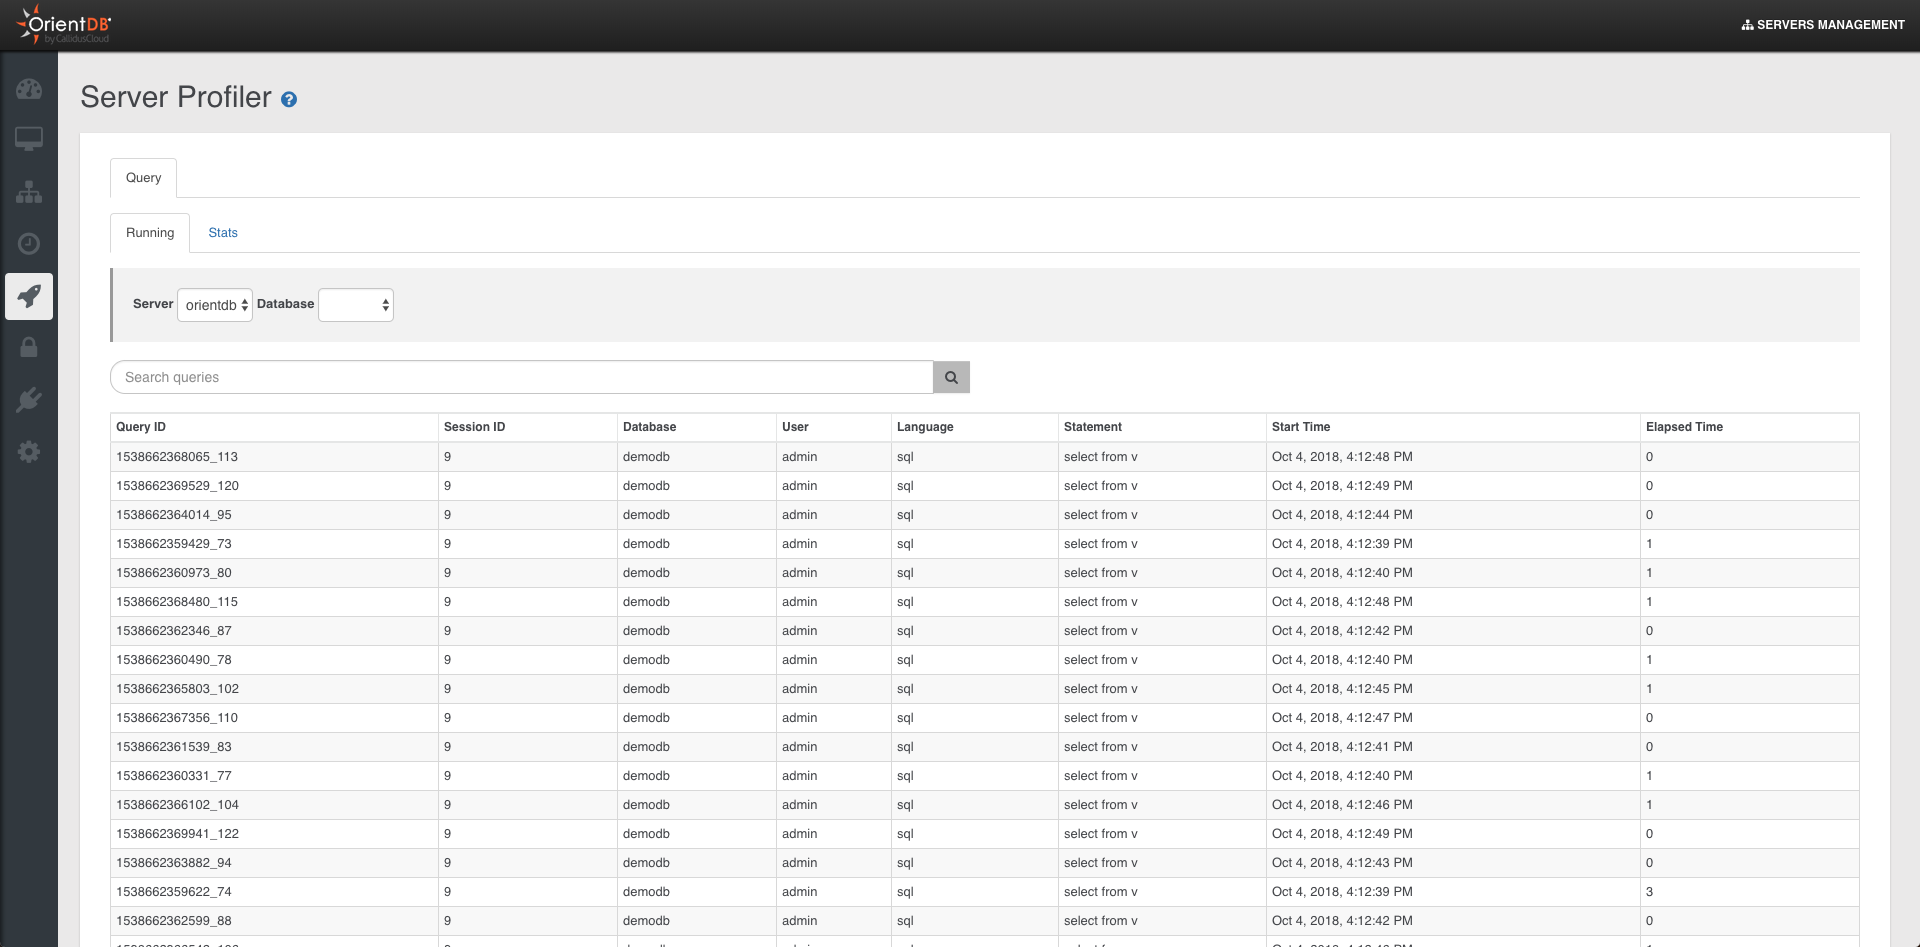 OrientDB
by CallidusCloud
SERVERS MANAGEMENT
Server Profiler ?
Query
Running Stats
Server orientdb Database
Search queries
Query ID Session ID Database User Language Statement Start Time Elapsed Time
1538662368065_113 9 demodb admin sql select from v Oct 4, 2018, 4:12:48 PM 0
1538662369529_120 9 demodb admin sql select from v Oct 4, 2018, 4:12:49 PM 0
1538662364014_95 9 demodb admin sql select from v Oct 4, 2018, 4:12:44 PM 0
1538662359429_73 9 demodb admin sql select from v Oct 4, 2018, 4:12:39 PM 1
1538662360973_80 9 demodb admin sql select from v Oct 4, 2018, 4:12:40 PM 1
1538662368480_115 9 demodb admin sql select from v Oct 4, 2018, 4:12:48 PM 1
1538662362346_87 9 demodb admin sql select from v Oct 4, 2018, 4:12:42 PM 0
1538662360490_78 9 demodb admin sql select from v Oct 4, 2018, 4:12:40 PM 1
1538662365803_102 9 demodb admin sql select from v Oct 4, 2018, 4:12:45 PM 1
1538662367356_110 9 demodb admin sql select from v Oct 4, 2018, 4:12:47 PM 0
1538662361539_83 9 demodb admin sql select from v Oct 4, 2018, 4:12:41 PM 0
1538662360331_77 9 demodb admin sql select from v Oct 4, 2018, 4:12:40 PM 1
1538662366102_104 9 demodb admin sql select from v Oct 4, 2018, 4:12:46 PM 1
1538662369941_122 9 demodb admin sql select from v Oct 4, 2018, 4:12:49 PM 0
1538662363882_94 9 demodb admin sql select from v Oct 4, 2018, 4:12:43 PM 0
1538662359622_74 9 demodb admin sql select from v Oct 4, 2018, 4:12:39 PM 3
1538662362599_88 9 demodb admin sql select from v Oct 4, 2018, 4:12:42 PM 0